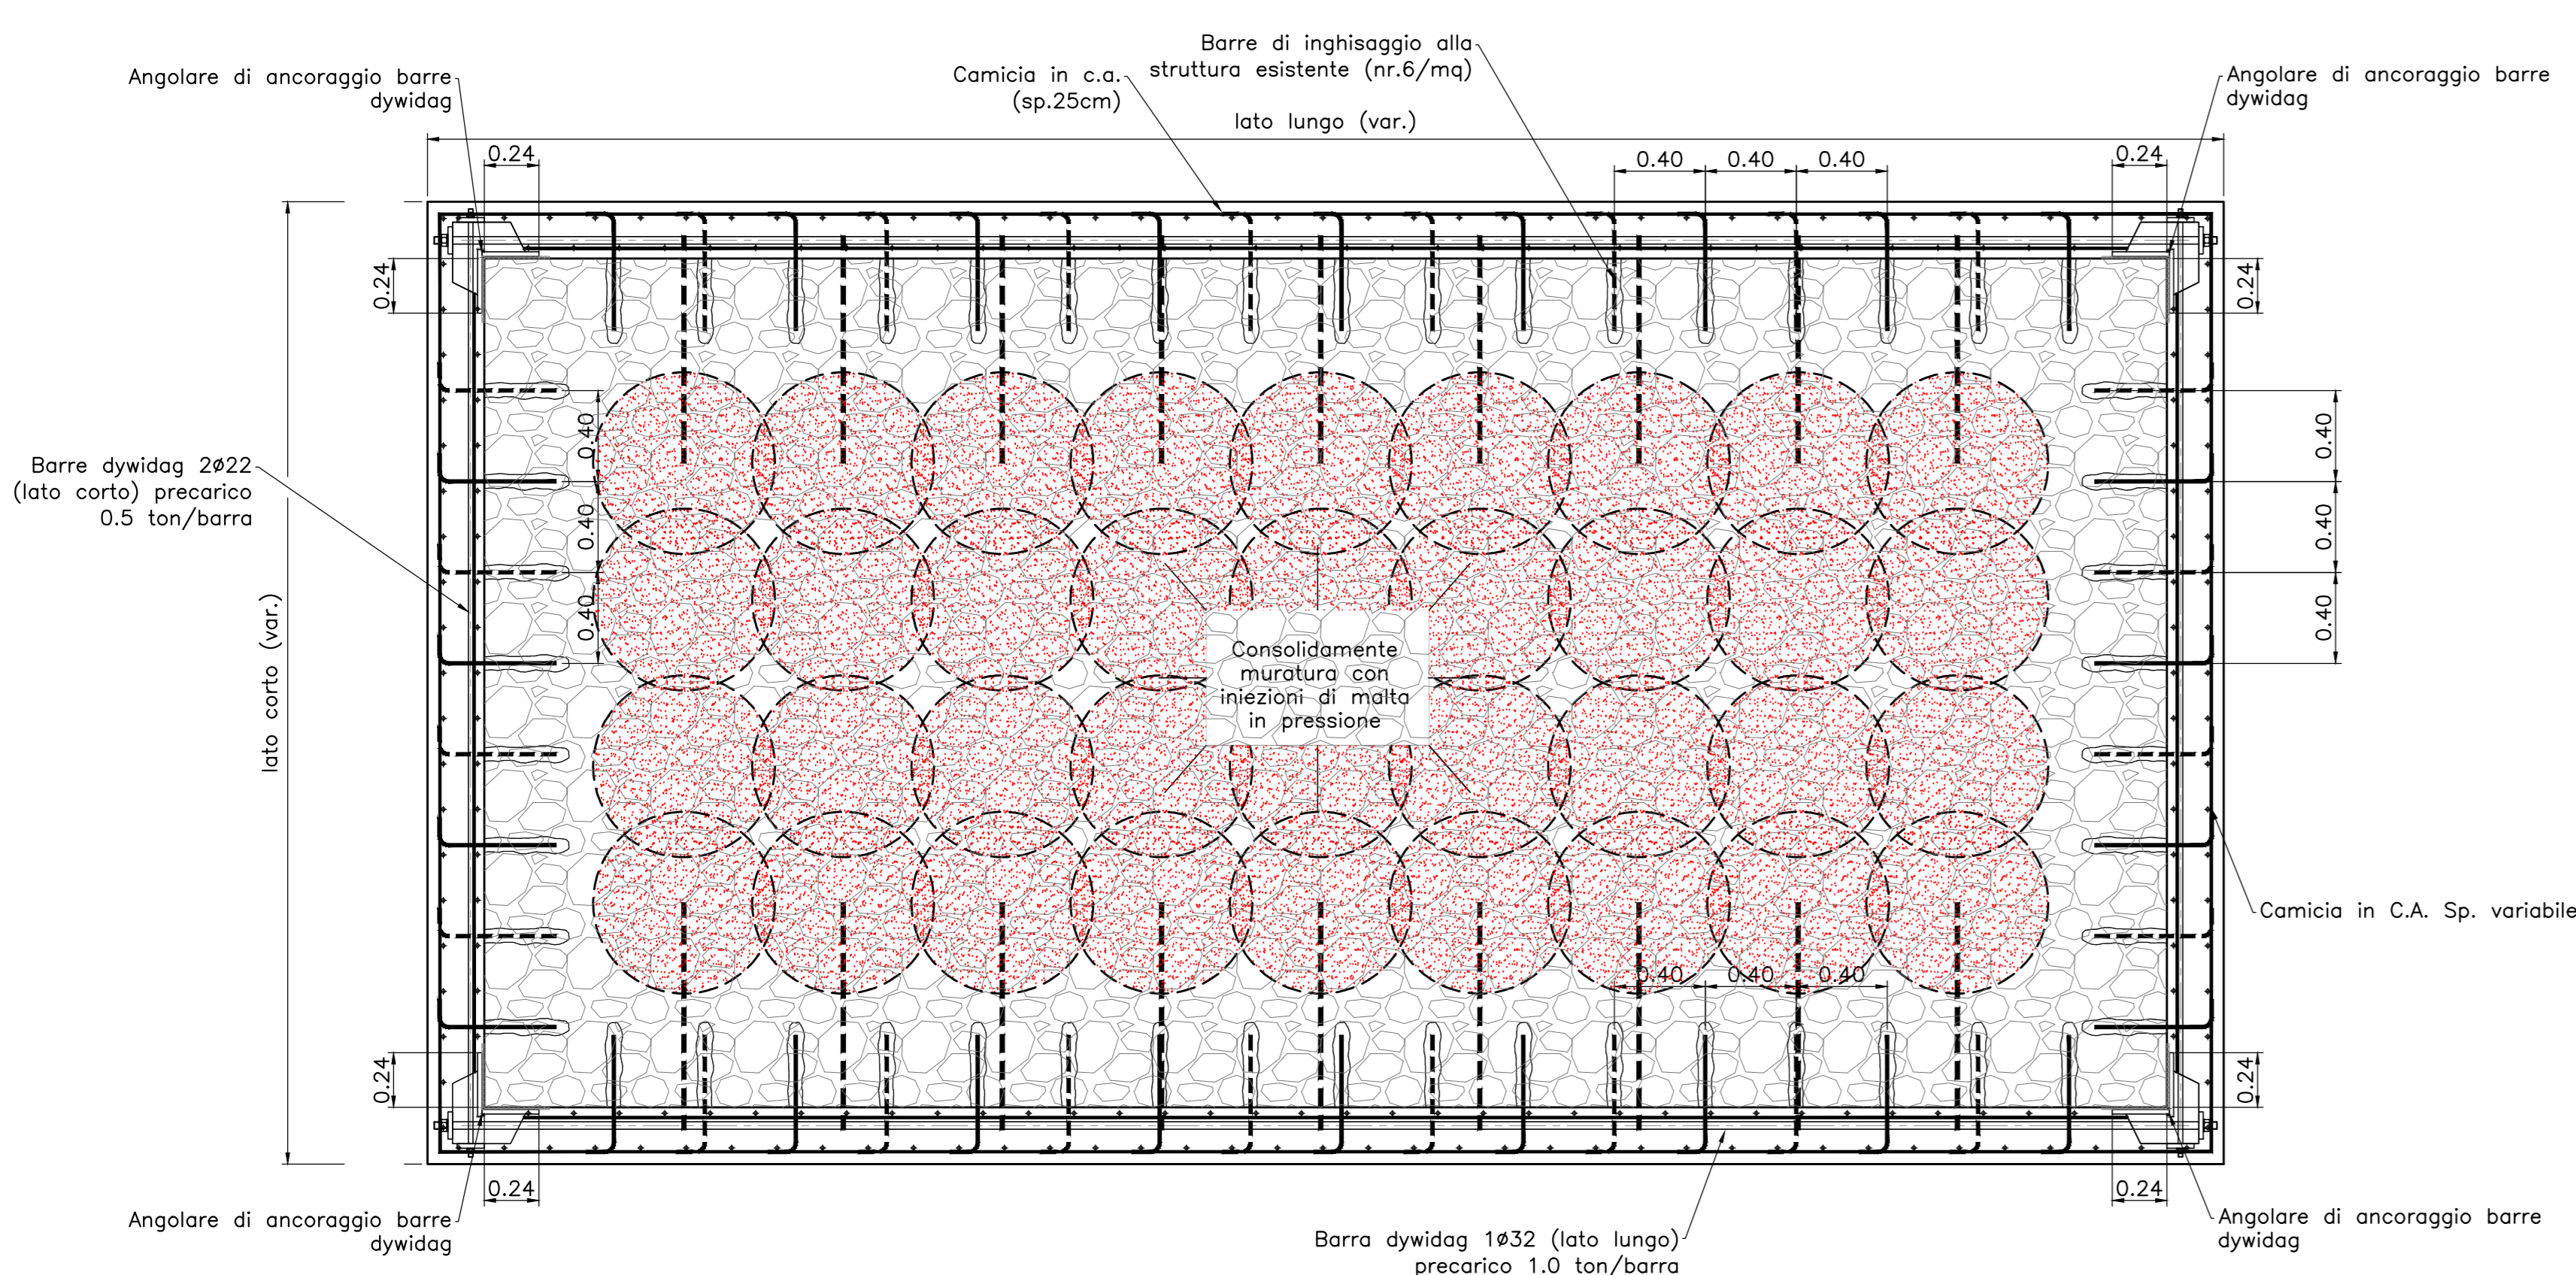 Barre di inghisaggio alla
struttura esistente (nr.6/mq)
Angolare di ancoraggio barre
dywidag
Camicia in c.a.
(sp.25cm)
Angolare di ancoraggio barre
dywidag
lato lungo (var.)
0.24
0.40
0.40
0.40
0.24
0.24
0.24
0.40
0.40
0.40
0.40
0.40
0.40
Barre dywidag 2ø22
(lato corto) precarico
0.5 ton/barra
lato corto (var.)
Consolidamente
muratura con
iniezioni di malta
in pressione
Camicia in C.A. Sp. variabile
0.40
0.40
0.40
0.24
0.24
0.24
0.24
Angolare di ancoraggio barre
dywidag
Barra dywidag 1ø32 (lato lungo)
precarico 1.0 ton/barra
Angolare di ancoraggio barre
dywidag